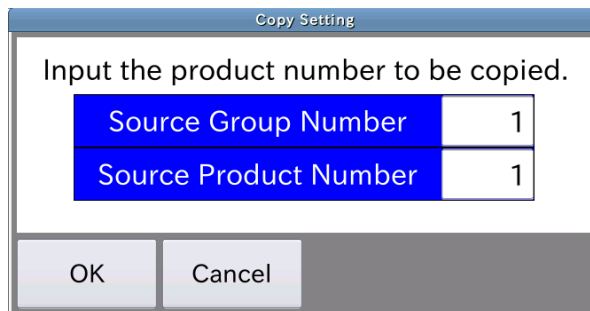 Copy Setting
Input the product number to be copied.
Source Group Number 1
Source Product Number 1
OK Cancel